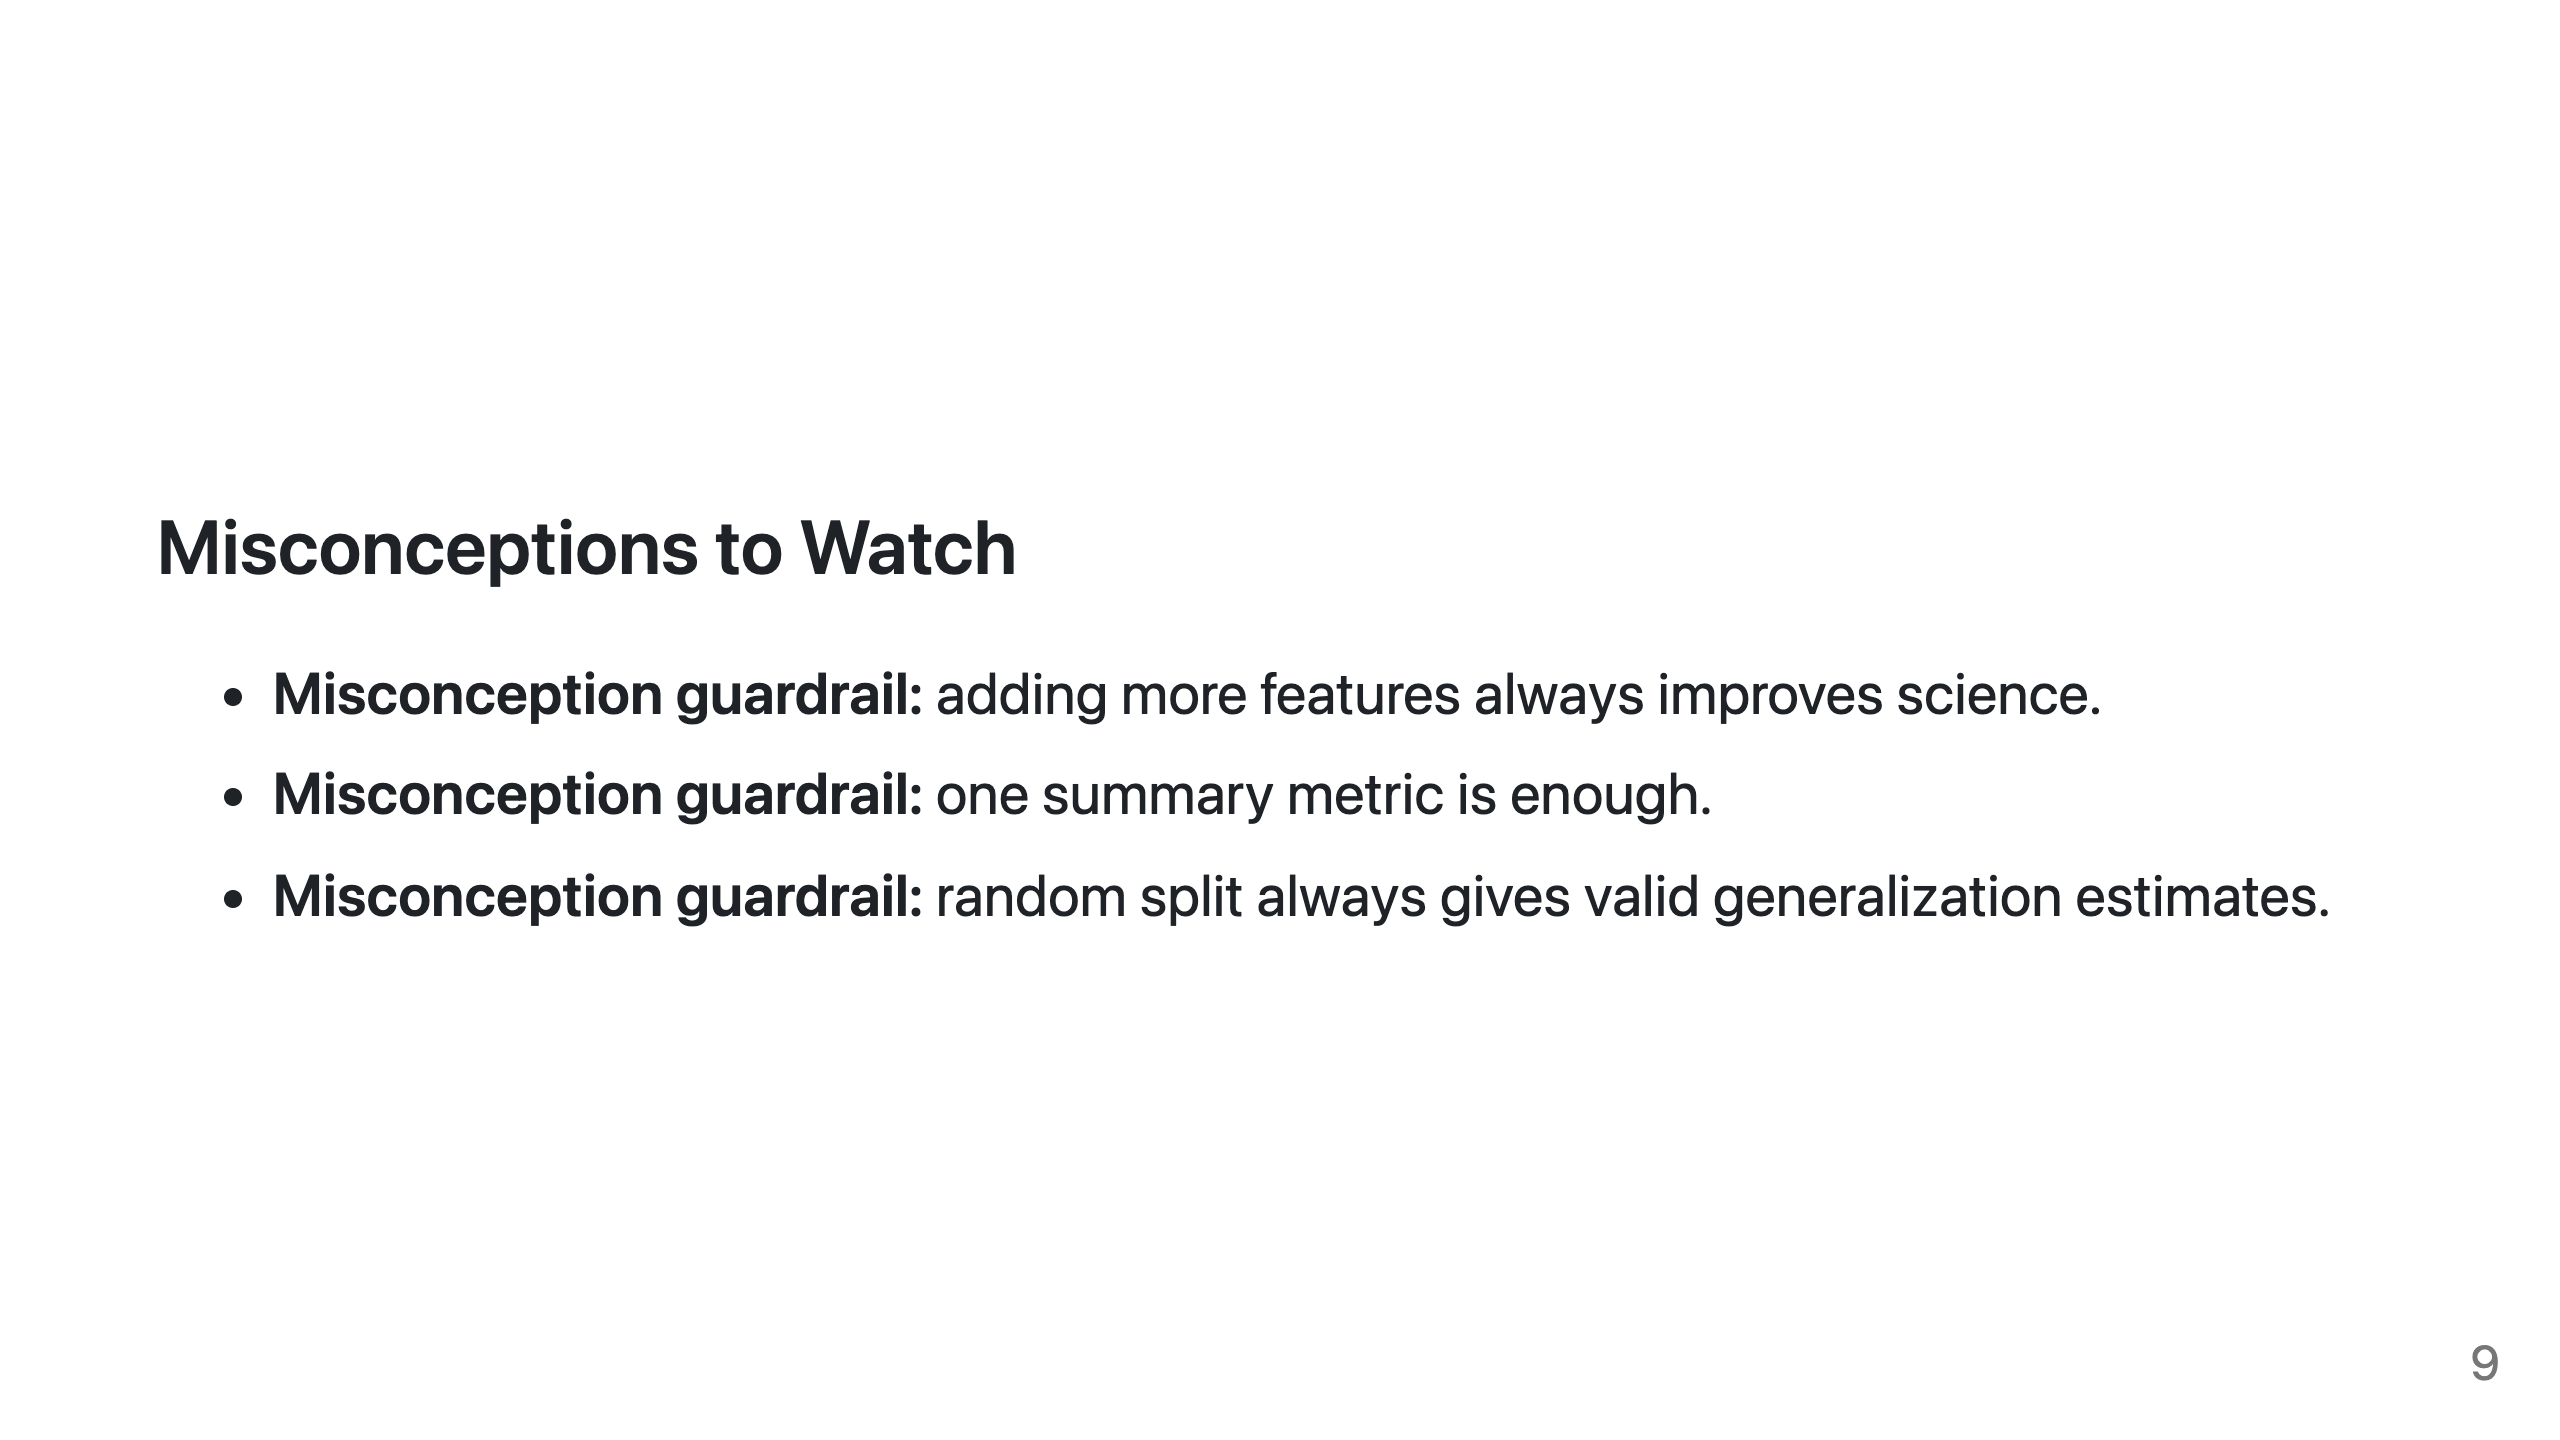 Misconceptions to Watch
• Misconception guardrail: adding more features always improves science.
• Misconception guardrail: one summary metric is enough.
• Misconception guardrail: random split always gives valid generalization estimates.
9